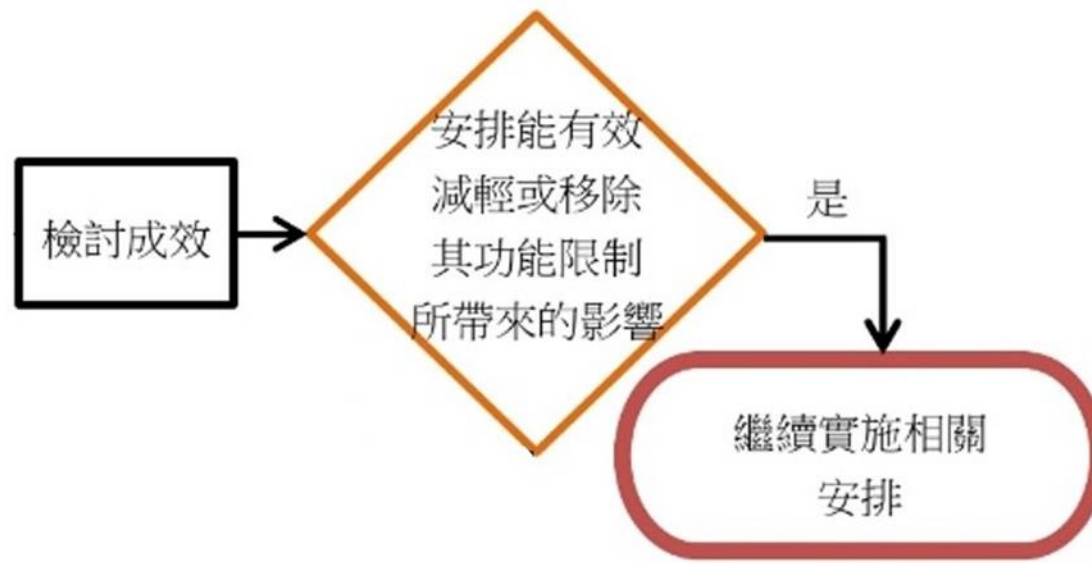 檢討成效
安排能有效
減輕或移除
其功能限制
所帶來的影響
是
繼續實施相關
安排